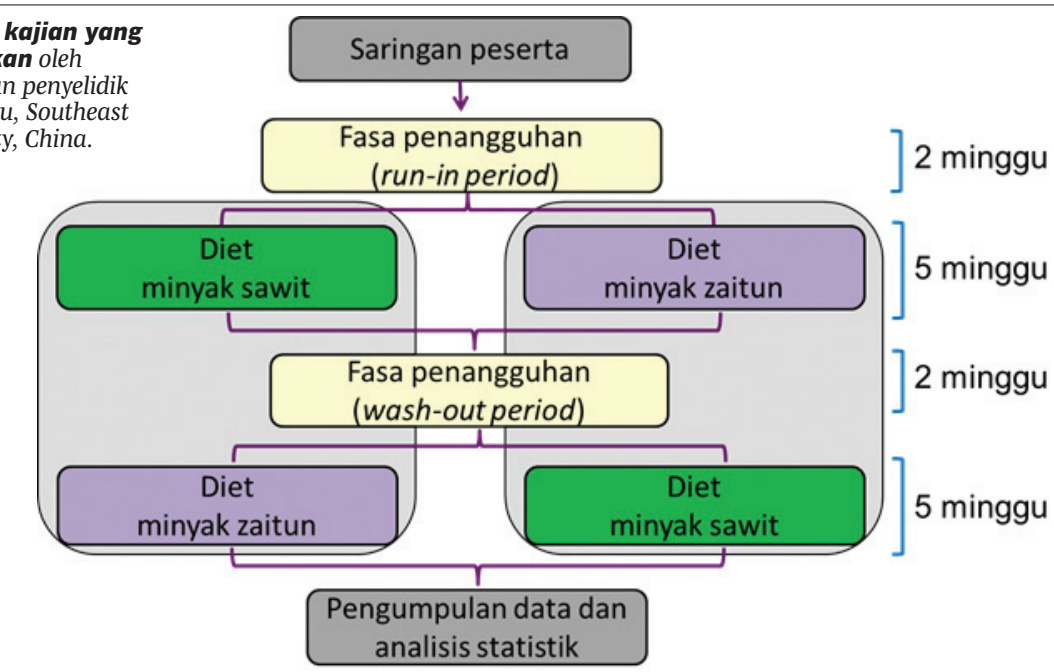 kajian yang
kan oleh
an penyelidik
u, Southeast
y, China.
Saringan peserta
Fasa penangguhan
(run-in period)
2 minggu
Diet
minyak sawit
Diet
minyak zaitun
5 minggu
Fasa penangguhan
(wash-out period)
2 minggu
Diet
minyak zaitun
Diet
minyak sawit
5 minggu
Pengumpulan data dan
analisis statistik